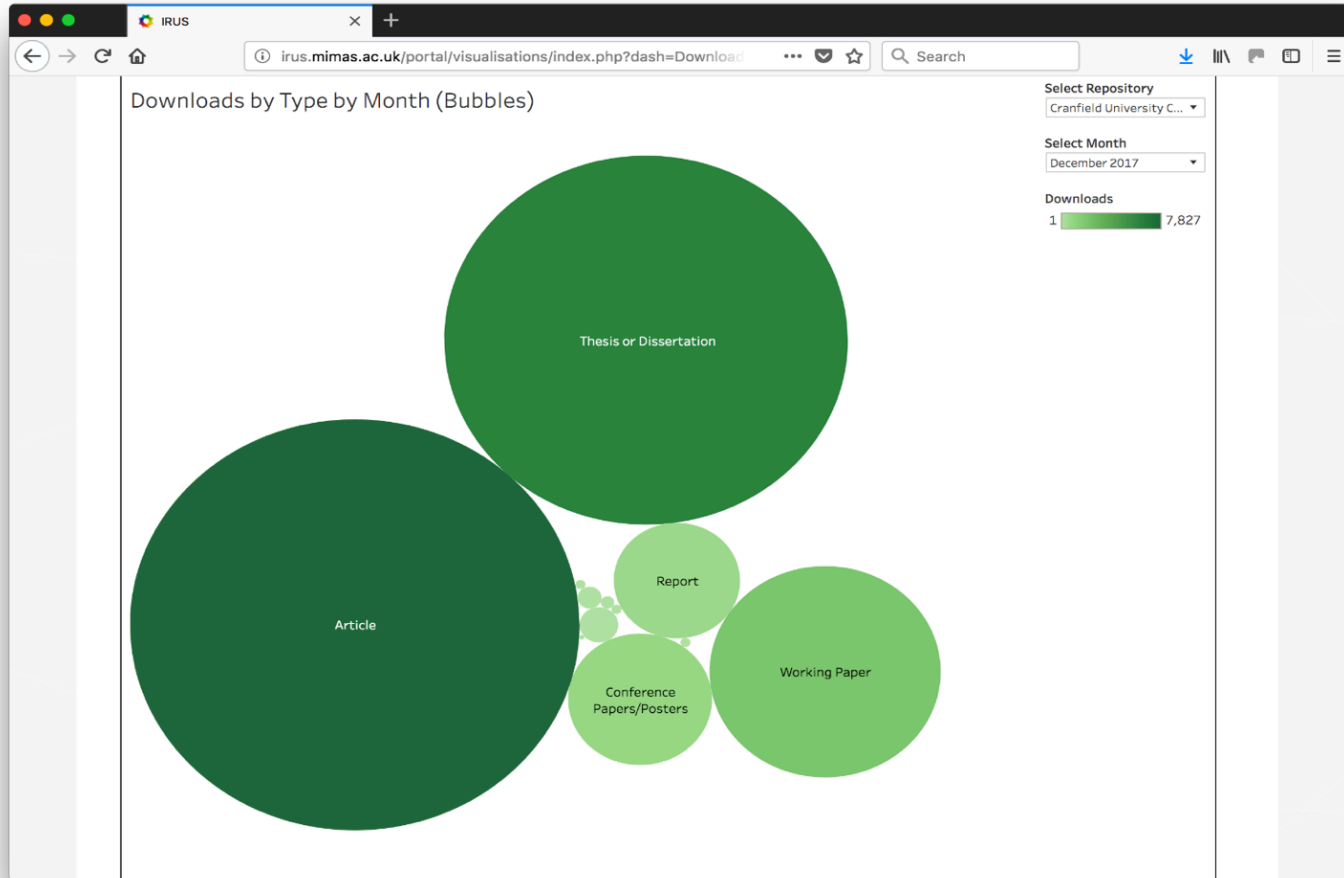 IRUS
irus.mimas.ac.uk/portal/visualisations/index.php?dash=Download
Search
Downloads by Type by Month (Bubbles)
Select Repository
Cranfield University C...
Select Month
December 2017
Downloads
1 7,827
Thesis or Dissertation
Report
Article
Working Paper
Conference
Papers/Posters